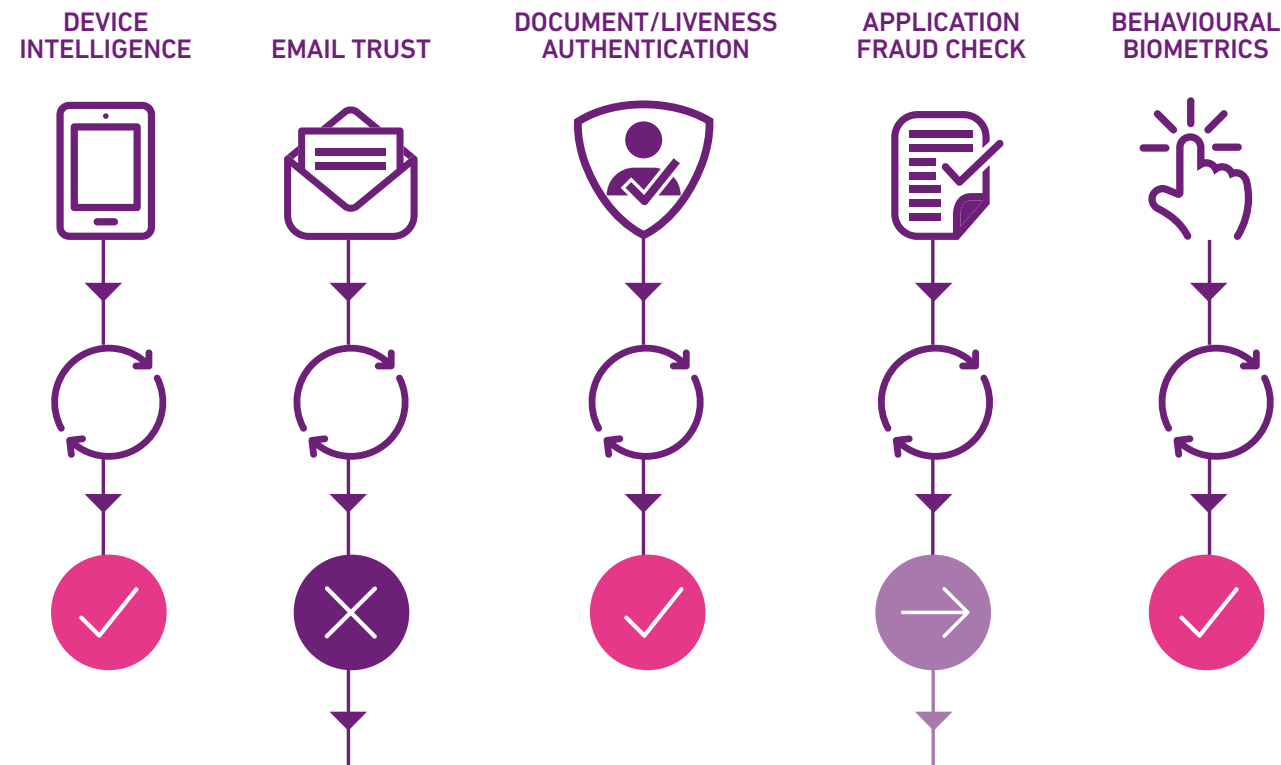 DEVICE
INTELLIGENCE
EMAIL TRUST
DOCUMENT/LIVENESS
AUTHENTICATION
APPLICATION
FRAUD CHECK
BEHAVIOURAL
BIOMETRICS